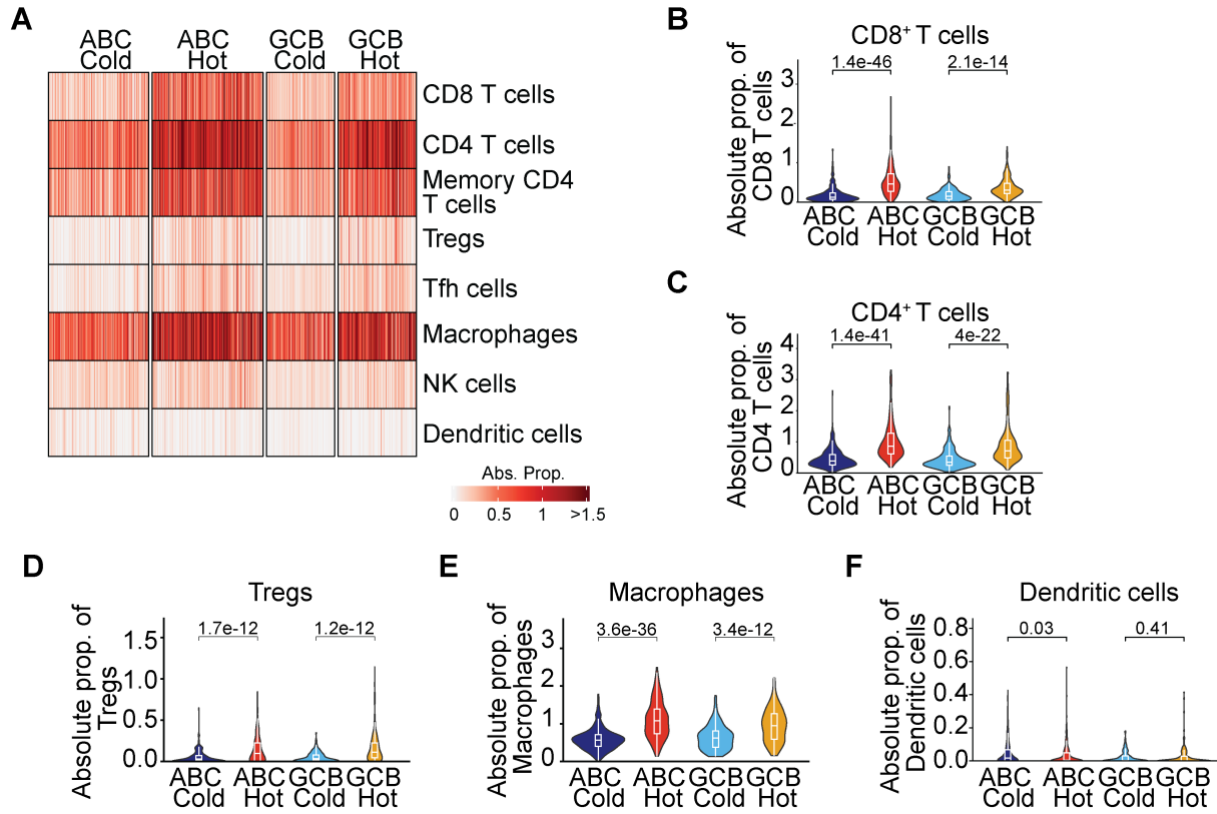 A
ABC Cold
ABC Hot
GCB Cold
GCB Hot
CD8 T cells
CD4 T cells
Memory CD4
T cells
Tregs
Tfh cells
Macrophages
NK cells
Dendritic cells
Abs. Prop.
0 0.5 1 >1.5
B
CD8⁺ T cells
1.4e-46 2.1e-14
Absolute prop. of
CD8 T cells
3
2
1
0
ABC Cold
ABC Hot
GCB Cold
GCB Hot
C
CD4⁺ T cells
1.4e-41 4e-22
Absolute prop. of
CD4 T cells
4
3
2
1
0
ABC Cold
ABC Hot
GCB Cold
GCB Hot
D
Tregs
1.7e-12 1.2e-12
Absolute prop. of
Tregs
1.5
1.0
0.5
0.0
ABC Cold
ABC Hot
GCB Cold
GCB Hot
E
Macrophages
3.6e-36 3.4e-12
Absolute prop. of
Macrophages
3
2
1
0
ABC Cold
ABC Hot
GCB Cold
GCB Hot
F
Dendritic cells
0.03 0.41
Absolute prop. of
Dendritic cells
0.8
0.6
0.4
0.2
0.0
ABC Cold
ABC Hot
GCB Cold
GCB Hot